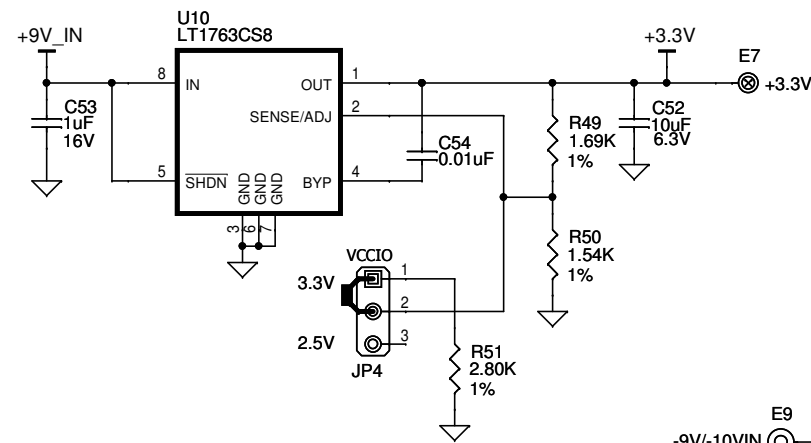 U10
LT1763CS8
+9V_IN
+3.3V
E7
+3.3V
8
IN
OUT
1
SENSE/ADJ
2
C53
1uF
16V
C54
0.01uF
R49
1.69K
1%
C52
10uF
6.3V
5
SHDN
GND
GND
GND
BYP
4
3
6
7
R50
1.54K
1%
VCCIO
3.3V
1
2
2.5V
3
JP4
R51
2.80K
1%
E9
-9V/-10VIN